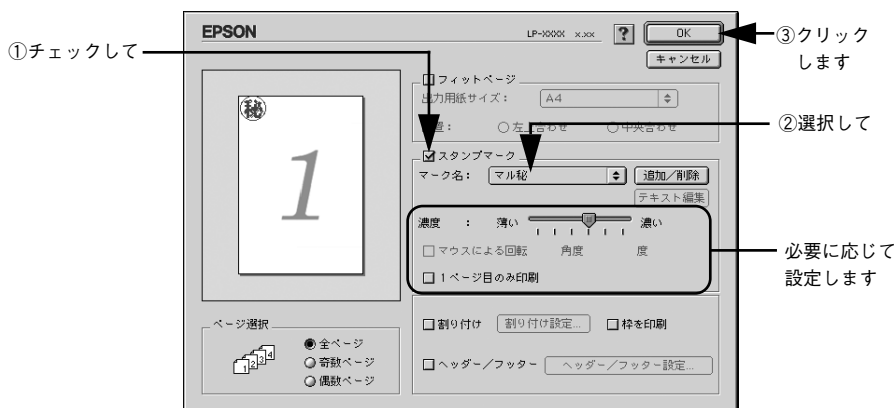 EPSON
LP-XXXX x.xx
?
OK
キャンセル
①チェックして
③クリック
します
②選択して
必要に応じて
設定します
㊙
1
フィットページ
出力用紙サイズ：
A4
左上合わせ
中央合わせ
スタンプマーク
マーク名：
マル秘
追加／削除
テキスト編集
濃度 ： 薄い 濃い
マウスによる回転 角度 度
1ページ目のみ印刷
割り付け
割り付け設定...
枠を印刷
ヘッダー／フッター
ヘッダー／フッター設定...
ページ選択
1 2 3 4
全ページ
奇数ページ
偶数ページ